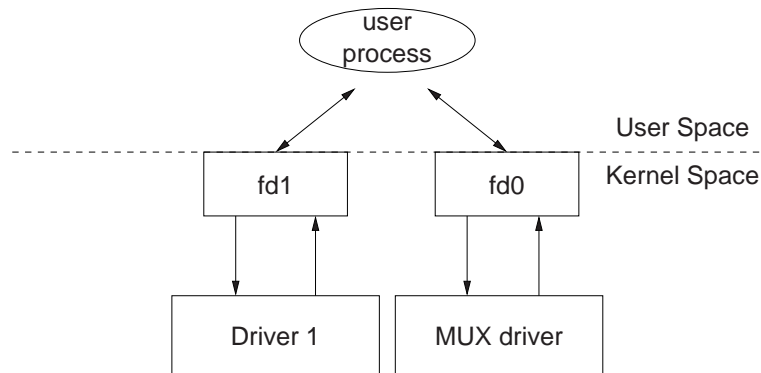 user
process
User Space
Kernel Space
fd1
fd0
Driver 1
MUX driver